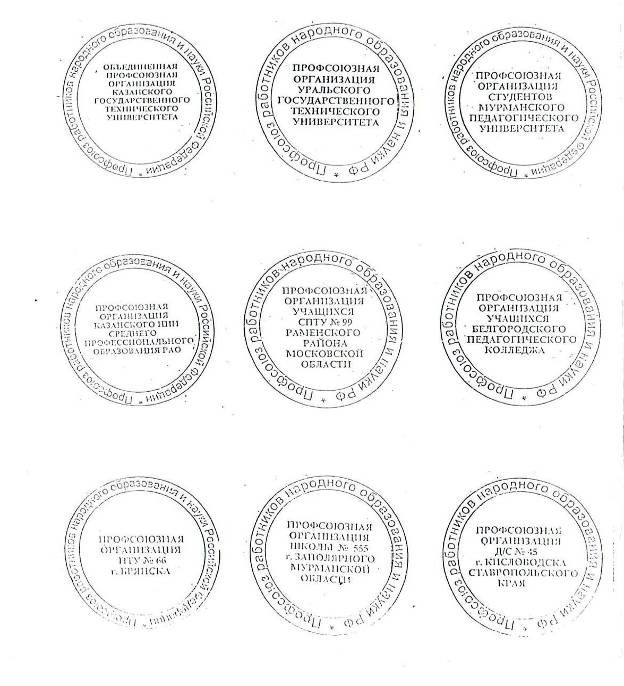 Профсоюз работников народного образования и науки Российской Федерации *
ОБЪЕДИНЕННАЯ
ПРОФСОЮЗНАЯ
ОРГАНИЗАЦИЯ
КАЗАНСКОГО
ГОСУДАРСТВЕННОГО
ТЕХНИЧЕСКОГО
УНИВЕРСИТЕТА
Профсоюз работников народного образования и науки РФ *
ПРОФСОЮЗНАЯ
ОРГАНИЗАЦИЯ
УРАЛЬСКОГО
ГОСУДАРСТВЕННОГО
ТЕХНИЧЕСКОГО
УНИВЕРСИТЕТА
Профсоюз работников народного образования и науки Российской Федерации *
ПРОФСОЮЗНАЯ
ОРГАНИЗАЦИЯ
СТУДЕНТОВ
МУРМАНСКОГО
ПЕДАГОГИЧЕСКОГО
УНИВЕРСИТЕТА
Профсоюз работников народного образования и науки Российской Федерации *
ПРОФСОЮЗНАЯ
ОРГАНИЗАЦИЯ
КАЗАНСКОГО НИИ
СРЕДНЕГО
ПРОФЕССИОНАЛЬНОГО
ОБРАЗОВАНИЯ РАО
Профсоюз работников народного образования и науки РФ *
ПРОФСОЮЗНАЯ
ОРГАНИЗАЦИЯ
УЧАЩИХСЯ
СПТУ № 99
РАМЕНСКОГО
РАЙОНА
МОСКОВСКОЙ
ОБЛАСТИ
Профсоюз работников народного образования и науки РФ *
ПРОФСОЮЗНАЯ
ОРГАНИЗАЦИЯ
УЧАЩИХСЯ
БЕЛГОРОДСКОГО
ПЕДАГОГИЧЕСКОГО
КОЛЛЕДЖА
Профсоюз работников народного образования и науки Российской Федерации *
ПРОФСОЮЗНАЯ
ОРГАНИЗАЦИЯ
ПТУ № 66
г. БРЯНСКА
Профсоюз работников народного образования и науки РФ *
ПРОФСОЮЗНАЯ
ОРГАНИЗАЦИЯ
ШКОЛЫ № 555
г. ЗАПОЛЯРНОГО
МУРМАНСКОЙ
ОБЛАСТИ
Профсоюз работников народного образования и науки РФ *
ПРОФСОЮЗНАЯ
ОРГАНИЗАЦИЯ
Д/С № 45
г. КИСЛОВОДСКА
СТАВРОПОЛЬСКОГО
КРАЯ